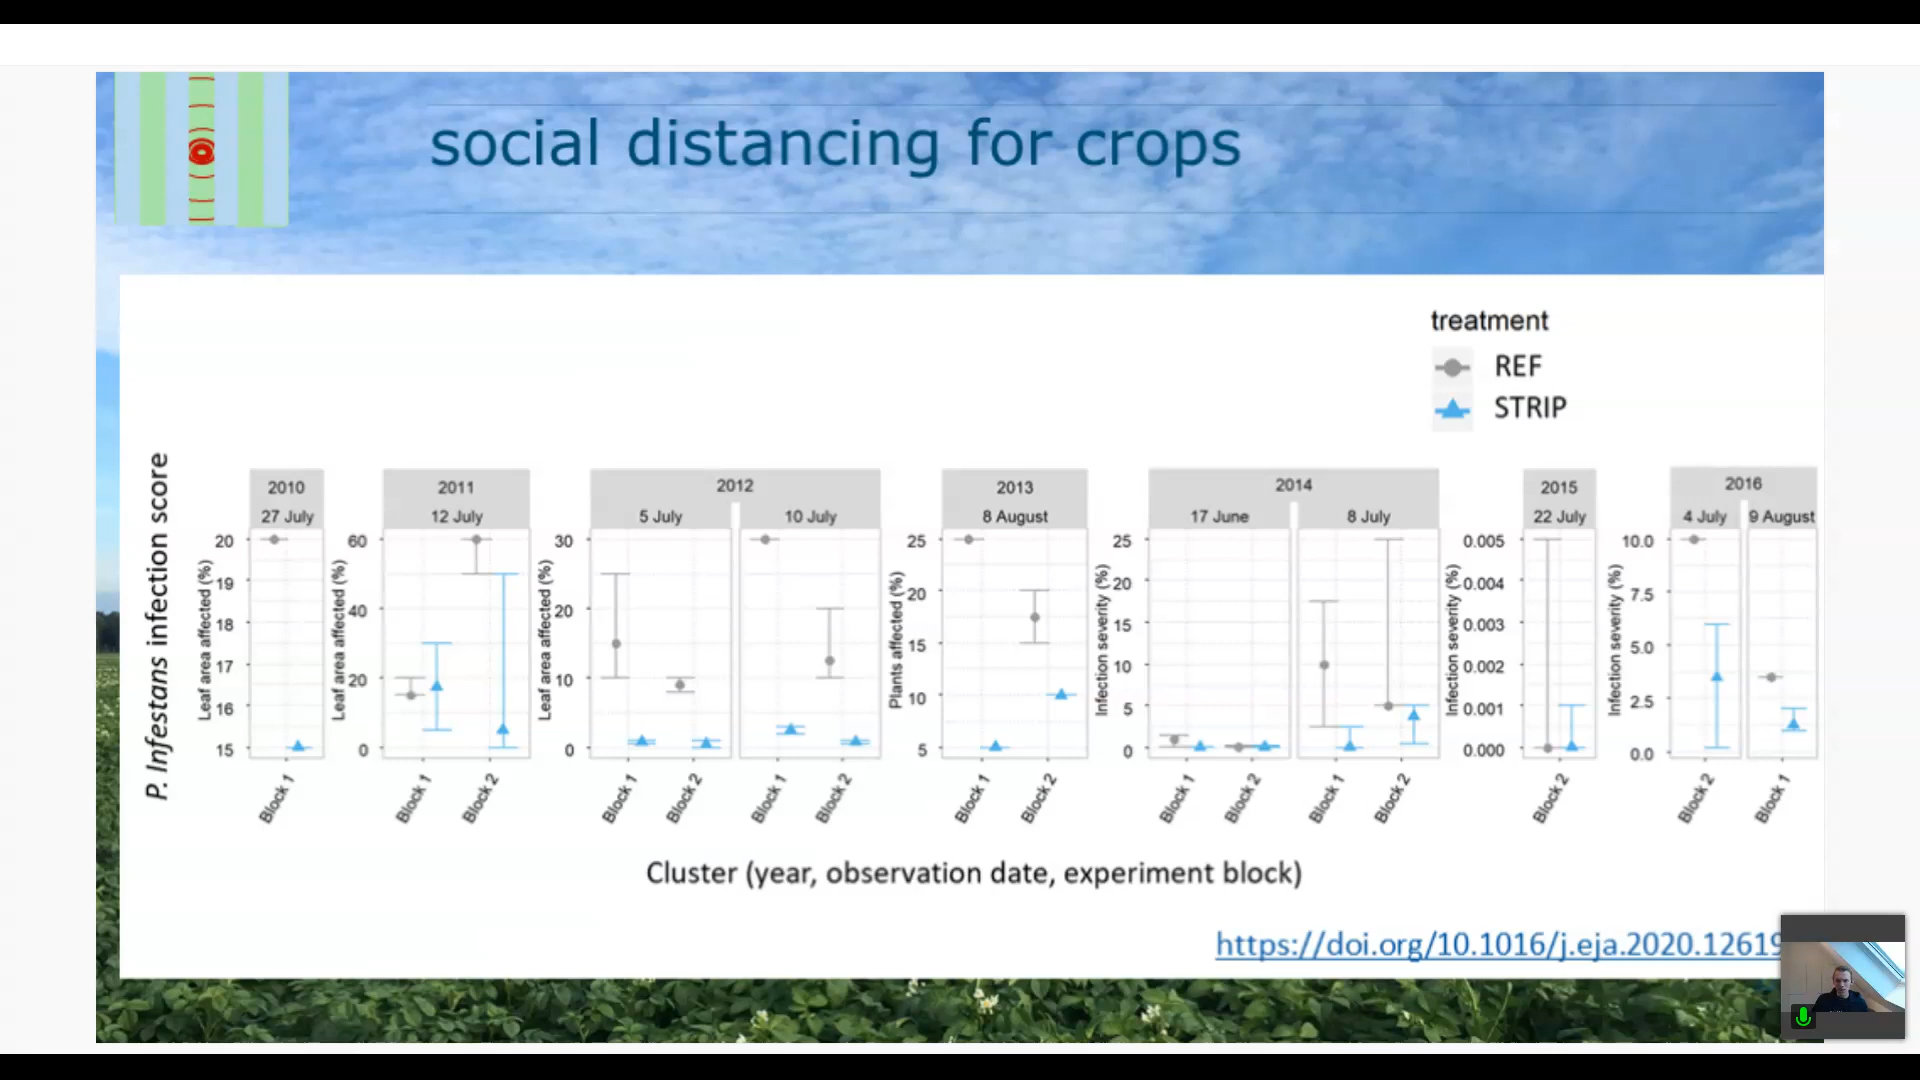 social distancing for crops
treatment
REF
STRIP
P. Infestans infection score
2010
27 July
Leaf area affected (%)
20
19
18
17
16
15
Block 1
2011
12 July
Leaf area affected (%)
60
40
20
0
Block 1
Block 2
2012
5 July
10 July
Leaf area affected (%)
30
20
10
0
Block 1
Block 2
Block 1
Block 2
2013
8 August
Plants affected (%)
25
20
15
10
5
Block 1
Block 2
2014
17 June
8 July
Infection severity (%)
25
20
15
10
5
0
Block 1
Block 2
Block 1
Block 2
2015
22 July
Infection severity (%)
0.005
0.004
0.003
0.002
0.001
0.000
Block 2
2016
4 July
9 August
Infection severity (%)
10.0
7.5
5.0
2.5
0.0
Block 2
Block 1
Cluster (year, observation date, experiment block)
https://doi.org/10.1016/j.eja.2020.12619